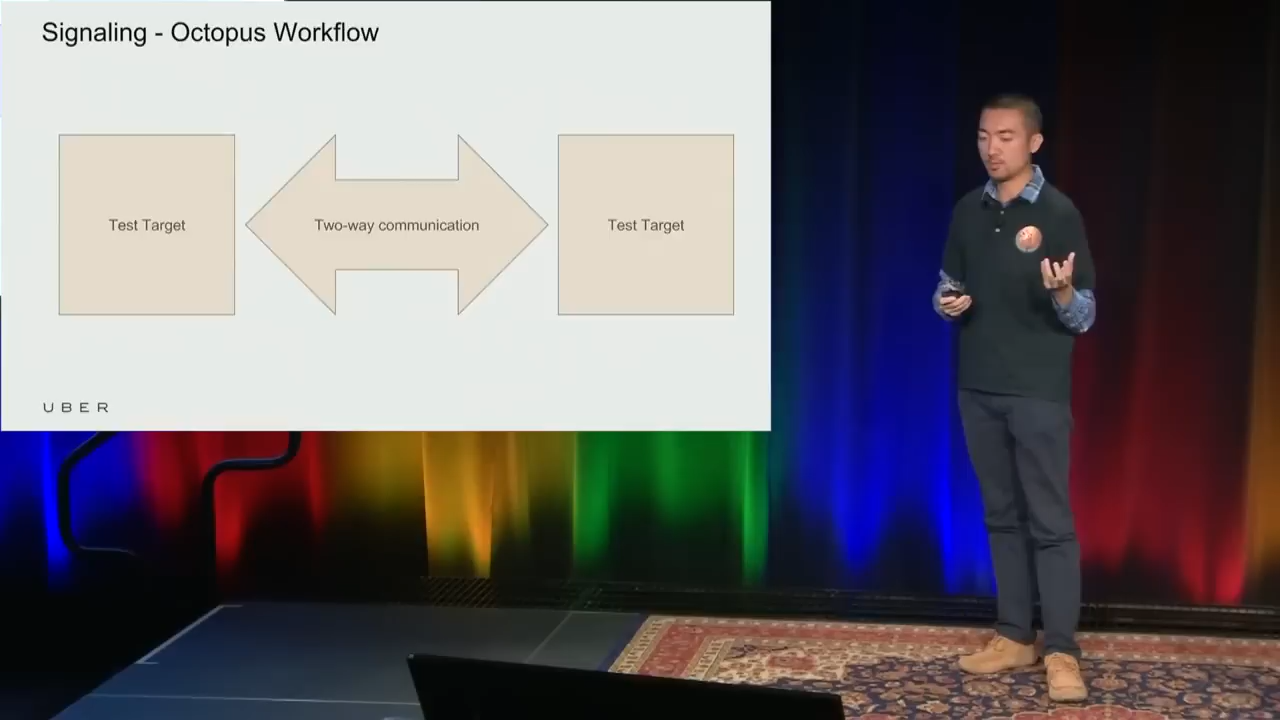 Signaling - Octopus Workflow
Test Target
Two-way communication
Test Target
UBER